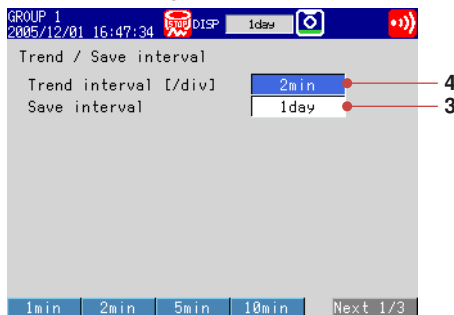 GROUP 1
2005/12/01 16:47:34 STOP DISP 1day
Trend / Save interval
Trend interval [/div] 2min 4
Save interval 1day 3
1min 2min 5min 10min Next 1/3